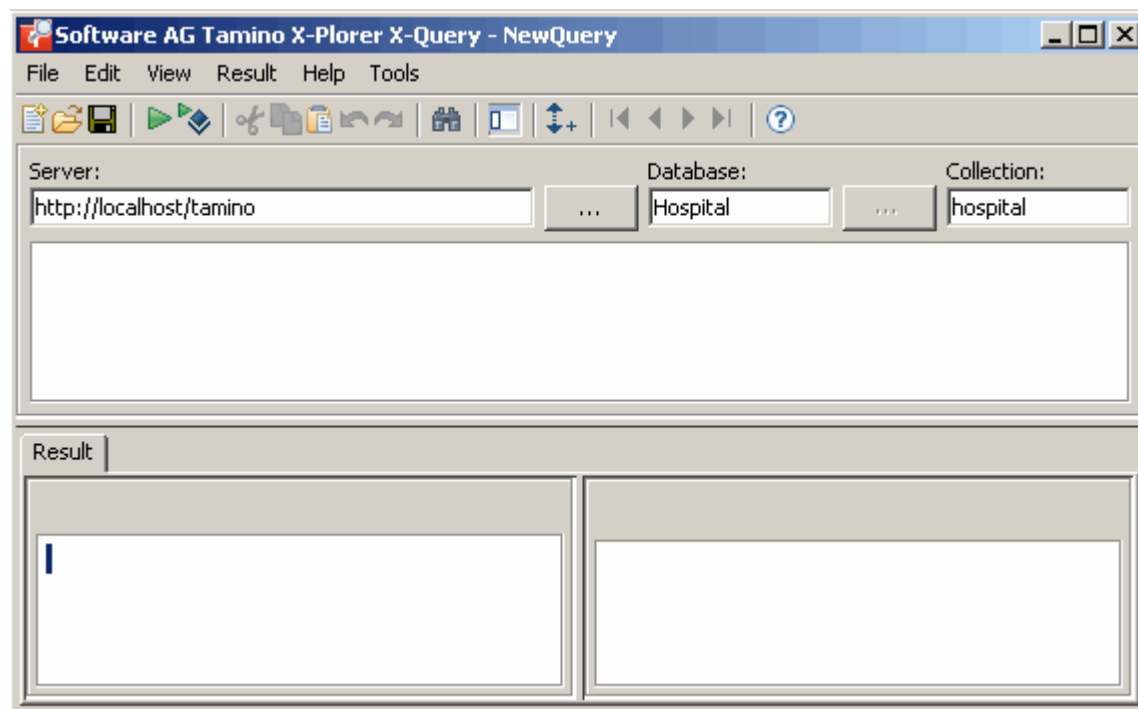 Software AG Tamino X-Plorer X-Query - NewQuery
File Edit View Result Help Tools
Server: Database: Collection:
http://localhost/tamino ... Hospital ... hospital
Result